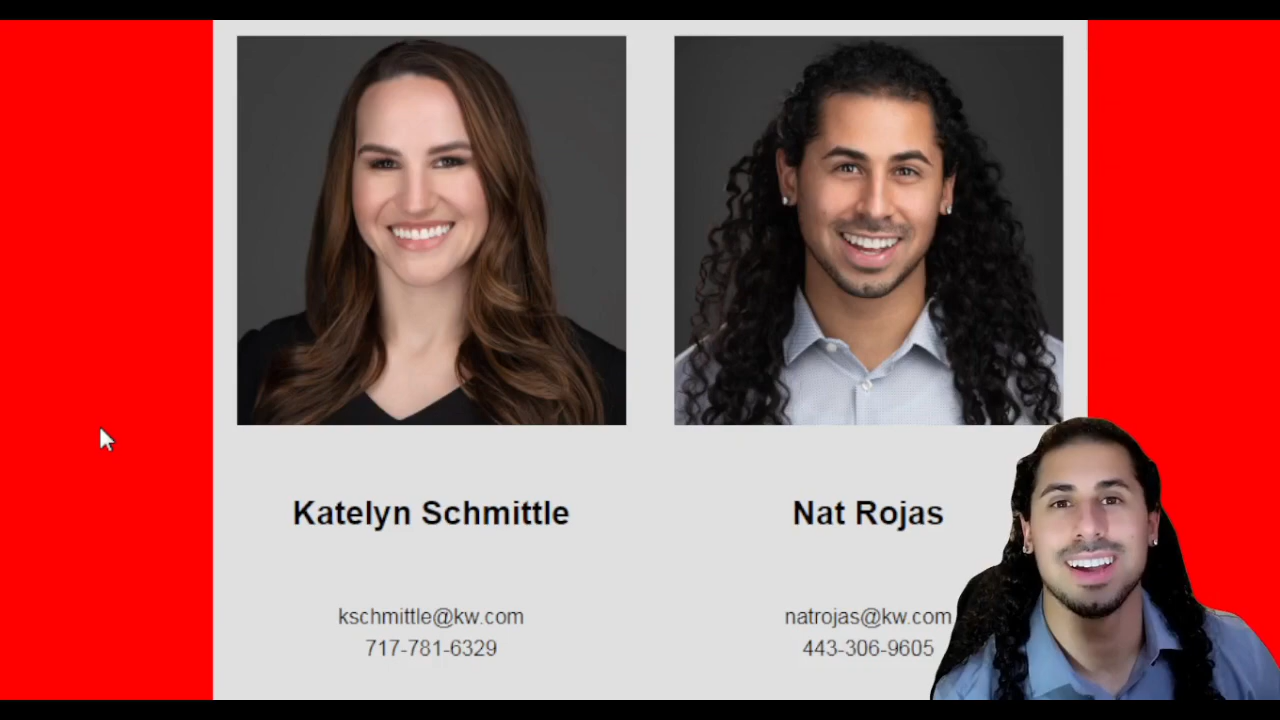 Katelyn Schmittle
kschmittle@kw.com
717-781-6329
Nat Rojas
natrojas@kw.com
443-306-9605